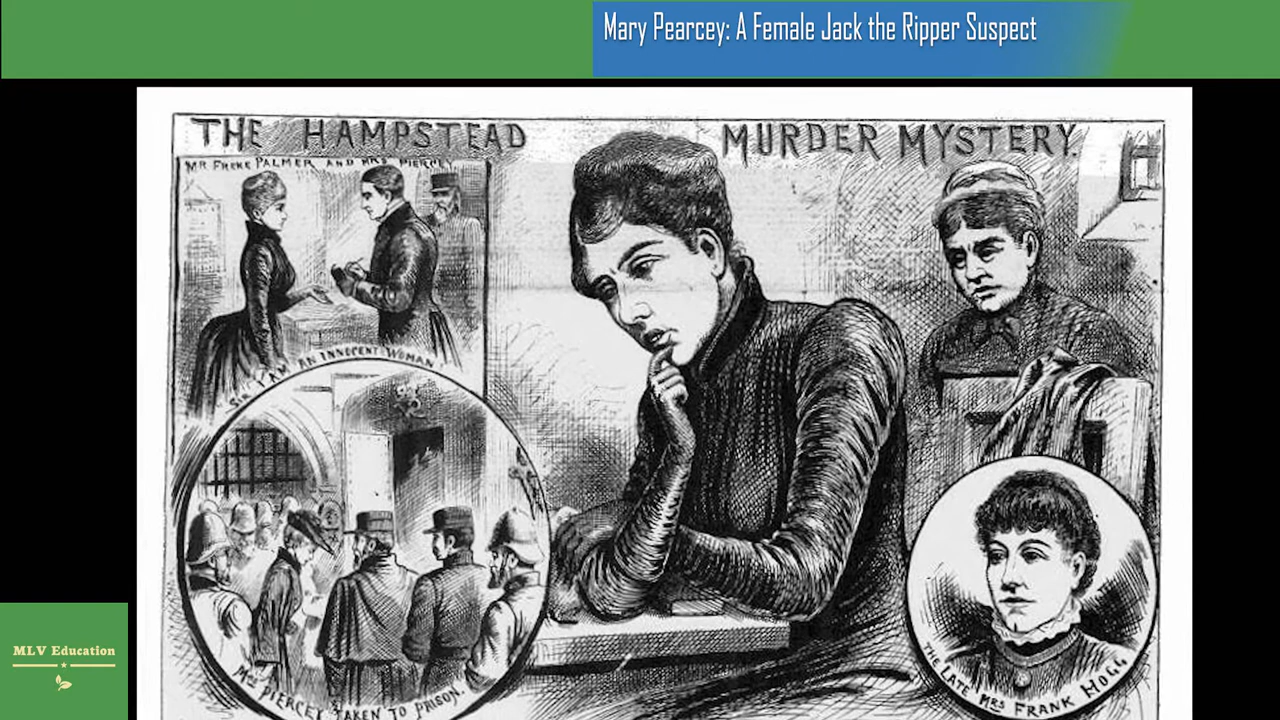 Mary Pearcey: A Female Jack the Ripper Suspect
THE HAMPSTEAD MURDER MYSTERY.
MR FREKE PALMER AND MRS PIERCEY
SIR I AM AN INNOCENT WOMAN!
MRS PIERCEY TAKEN TO PRISON.
THE LATE MRS FRANK HOGG
MLV Education